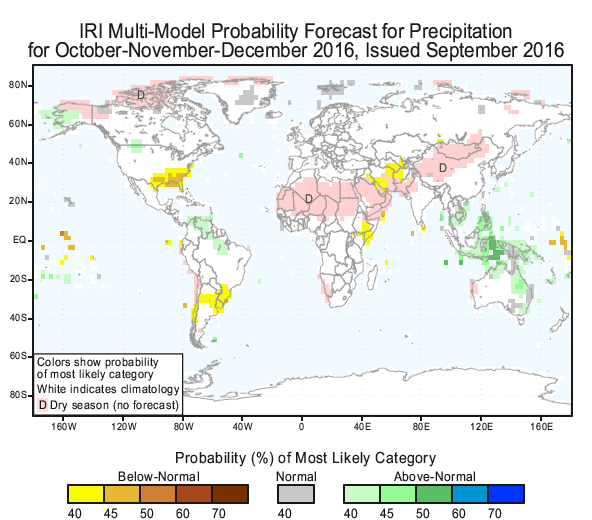 IRI Multi-Model Probability Forecast for Precipitation
for October-November-December 2016, Issued September 2016
80N
60N
40N
20N
EQ
20S
40S
60S
80S
D
D
D
Colors show probability
of most likely category
White indicates climatology
D Dry season (no forecast)
160W 120W 80W 40W 0 40E 80E 120E 160E
Probability (%) of Most Likely Category
Below-Normal Normal Above-Normal
40 45 50 60 70 40 40 45 50 60 70